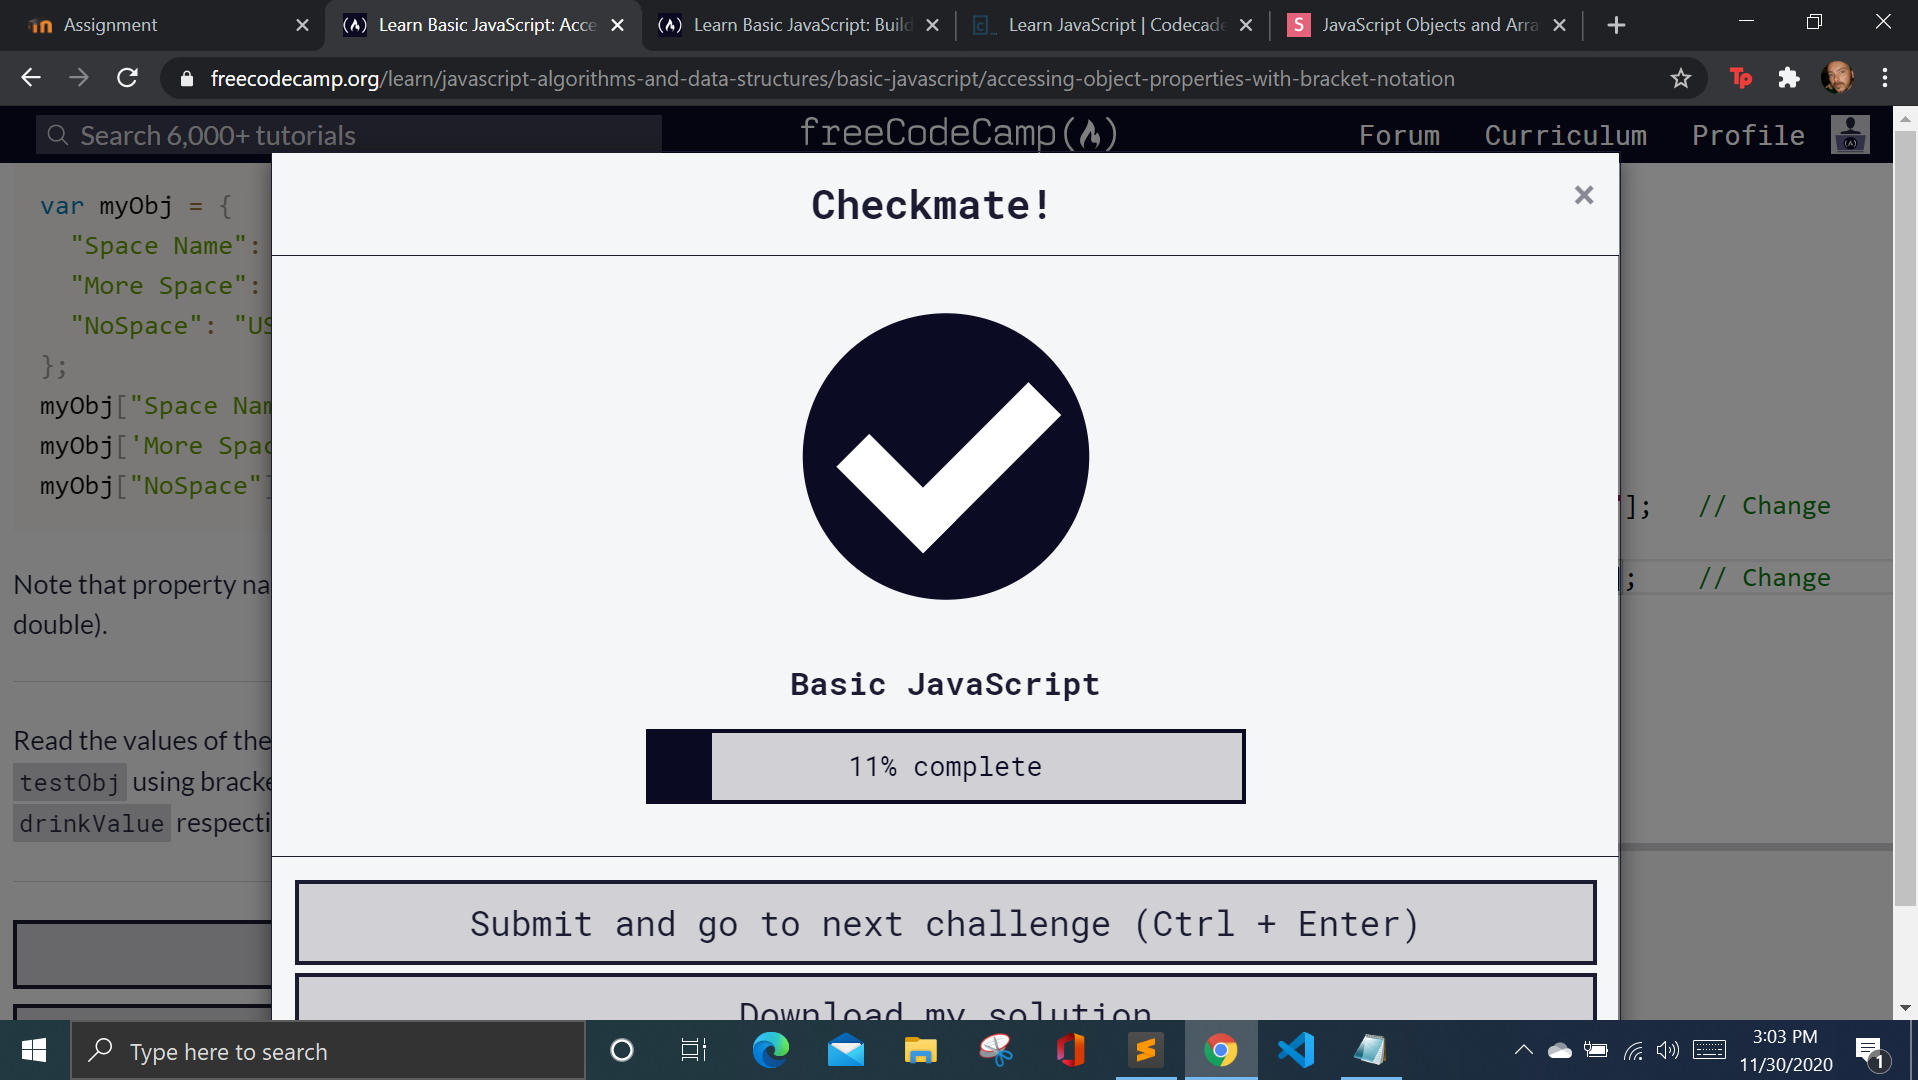 Assignment
Learn Basic JavaScript: Acce
Learn Basic JavaScript: Build
Learn JavaScript | Codecade
S
JavaScript Objects and Arra
freecodecamp.org/learn/javascript-algorithms-and-data-structures/basic-javascript/accessing-object-properties-with-bracket-notation
Tp
Search 6,000+ tutorials
freeCodeCamp
Forum
Curriculum
Profile
var myObj = {
"Space Name":
"More Space":
"NoSpace": "US
};
myObj["Space Nam
myObj['More Spac
myObj["NoSpace"]
Note that property na
double).
Read the values of the
testObj using bracke
drinkValue respecti
Checkmate!
×
Basic JavaScript
11% complete
Submit and go to next challenge (Ctrl + Enter)
Download my solution
"]; // Change
]; // Change
Type here to search
3:03 PM
11/30/2020
1